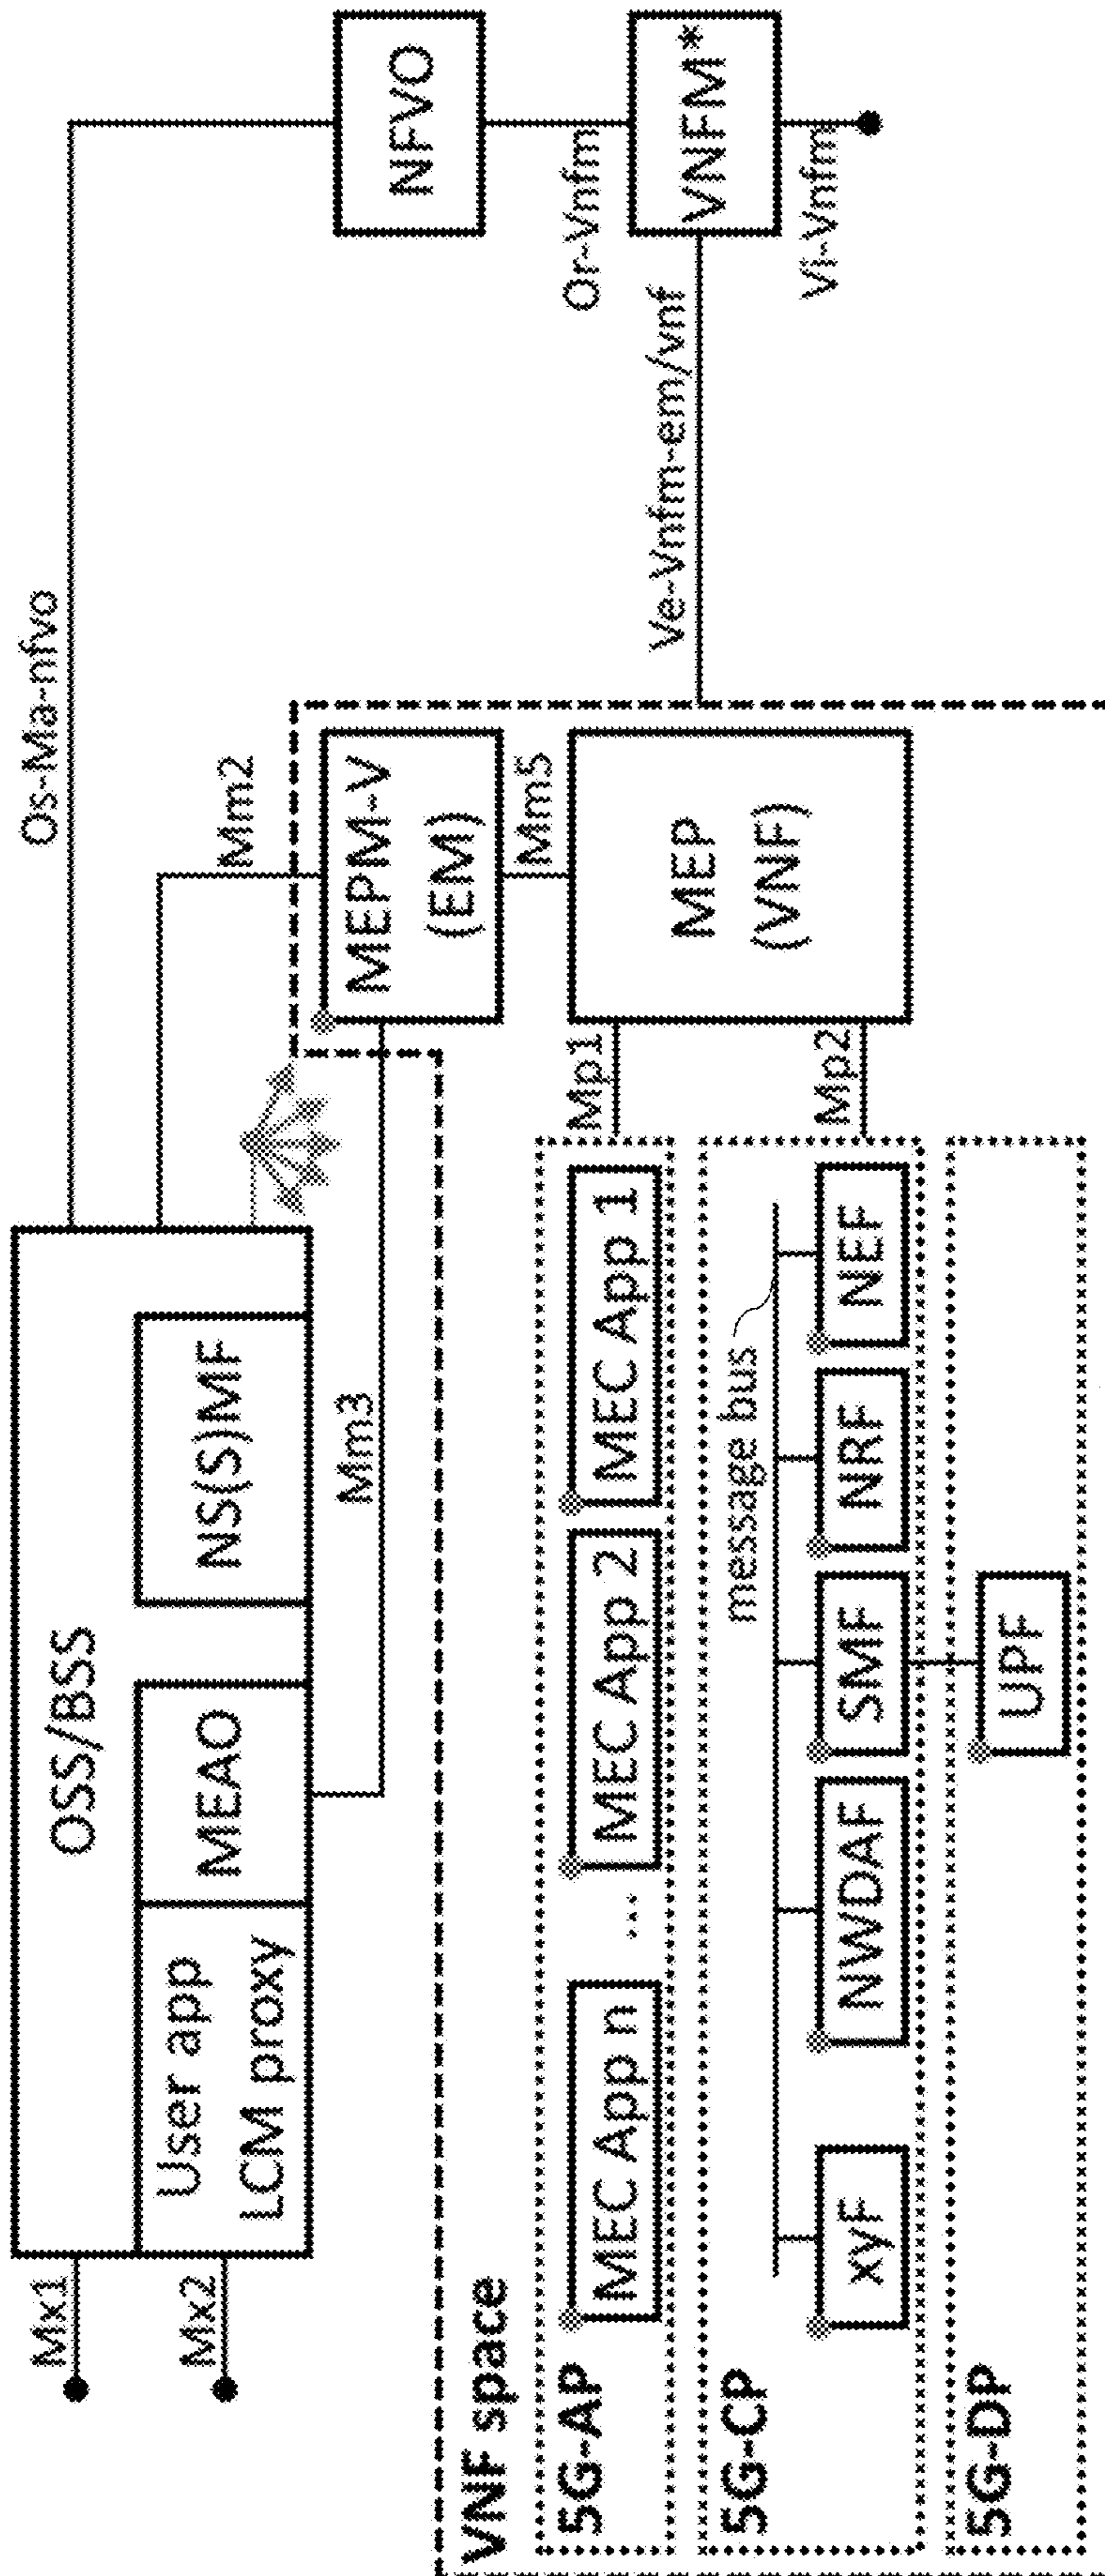 Os-Ma-nfvo
Mx1
OSS/BSS
Mm2
NFVO
Mx2
User app
LCM proxy
MEAO
NS(S)MF
Mm3
MEPM-V
(EM)
Or-Vnfm
VNF space
Mm5
Ve-Vnfm-em/vnf
VNFM*
5G-AP
MEC App n
...
MEC App 2
MEC App 1
Mp1
MEP
(VNF)
Vi-Vnfm
5G-CP
message bus
Mp2
xyF
NWDAF
SMF
NRF
NEF
5G-DP
UPF